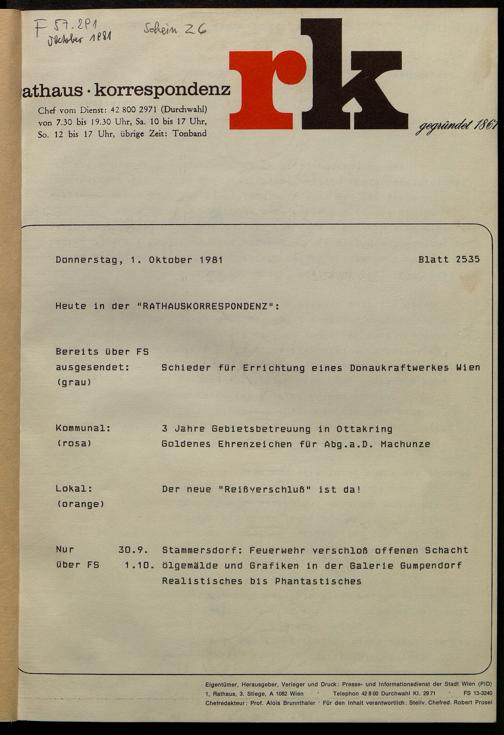 F 57.291
Oktober 1981
Schein 26
rk
athaus · korrespondenz
gegründet 1861
Chef vom Dienst: 42 800 2971 (Durchwahl)
von 7.30 bis 19.30 Uhr, Sa. 10 bis 17 Uhr,
So. 12 bis 17 Uhr, übrige Zeit: Tonband
Donnerstag, 1. Oktober 1981 Blatt 2535
Heute in der "RATHAUSKORRESPONDENZ":
Bereits über FS
ausgesendet: Schieder für Errichtung eines Donaukraftwerkes Wien
(grau)
Kommunal: 3 Jahre Gebietsbetreuung in Ottakring
(rosa) Goldenes Ehrenzeichen für Abg.a.D. Machunze
Lokal: Der neue "Reißverschluß" ist da!
(orange)
Nur 30.9. Stammersdorf: Feuerwehr verschloß offenen Schacht
über FS 1.10. ölgemälde und Grafiken in der Galerie Gumpendorf
Realistisches bis Phantastisches
Eigentümer, Herausgeber, Verleger und Druck: Presse- und Informationsdienst der Stadt Wien (PID)
1, Rathaus, 3. Stiege, A 1082 Wien · Telephon 42 8 00 Durchwahl Kl. 29 71 · FS 13-3240
Chefredakteur: Prof. Alois Brunnthaler · Für den Inhalt verantwortlich: Stellv. Chefred. Robert Prosel